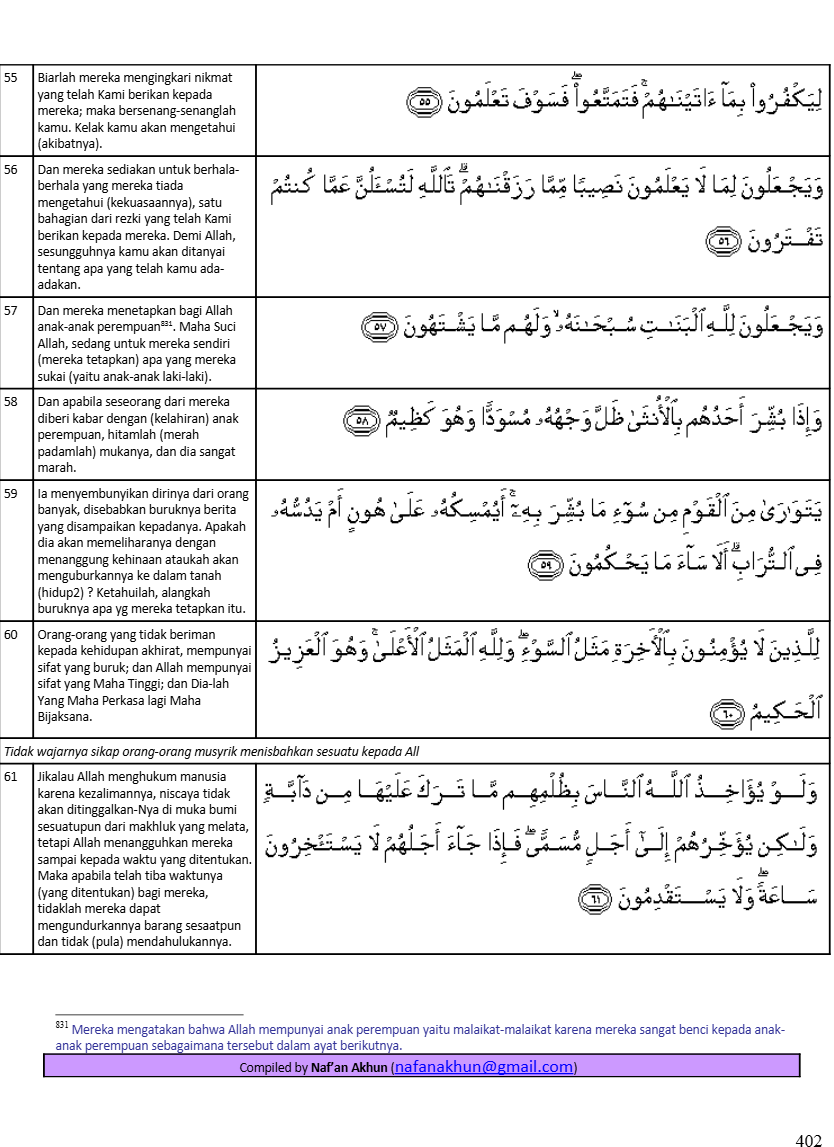 55
Biarlah mereka mengingkari nikmat
yang telah Kami berikan kepada
mereka; maka bersenang-senanglah
kamu. Kelak kamu akan mengetahui
(akibatnya).
لِيَكْفُرُوا۟ بِمَآ ءَاتَيْنَـٰهُمْ ۚ فَتَمَتَّعُوا۟ ۖ فَسَوْفَ تَعْلَمُونَ ٥٥
56
Dan mereka sediakan untuk berhala-
berhala yang mereka tiada
mengetahui (kekuasaannya), satu
bahagian dari rezki yang telah Kami
berikan kepada mereka. Demi Allah,
sesungguhnya kamu akan ditanyai
tentang apa yang telah kamu ada-
adakan.
وَيَجْعَلُونَ لِمَا لَا يَعْلَمُونَ نَصِيبًا مِّمَّا رَزَقْنَـٰهُمْ ۗ تَٱللَّهِ لَتُسْـَٔلُنَّ عَمَّا كُنتُمْ
تَفْتَرُونَ ٥٦
57
Dan mereka menetapkan bagi Allah
anak-anak perempuan831. Maha Suci
Allah, sedang untuk mereka sendiri
(mereka tetapkan) apa yang mereka
sukai (yaitu anak-anak laki-laki).
وَيَجْعَلُونَ لِلَّهِ ٱلْبَنَـٰتِ سُبْحَـٰنَهُۥ ۙ وَلَهُم مَّا يَشْتَهُونَ ٥٧
58
Dan apabila seseorang dari mereka
diberi kabar dengan (kelahiran) anak
perempuan, hitamlah (merah
padamlah) mukanya, dan dia sangat
marah.
وَإِذَا بُشِّرَ أَحَدُهُم بِٱلْأُنثَىٰ ظَلَّ وَجْهُهُۥ مُسْوَدًّا وَهُوَ كَظِيمٌ ٥٨
59
Ia menyembunyikan dirinya dari orang
banyak, disebabkan buruknya berita
yang disampaikan kepadanya. Apakah
dia akan memeliharanya dengan
menanggung kehinaan ataukah akan
menguburkannya ke dalam tanah
(hidup2) ? Ketahuilah, alangkah
buruknya apa yg mereka tetapkan itu.
يَتَوَٰرَىٰ مِنَ ٱلْقَوْمِ مِن سُوٓءِ مَا بُشِّرَ بِهِۦٓ ۚ أَيُمْسِكُهُۥ عَلَىٰ هُونٍ أَمْ يَدُسُّهُۥ
فِى ٱلتُّرَابِ ۗ أَلَا سَآءَ مَا يَحْكُمُونَ ٥٩
60
Orang-orang yang tidak beriman
kepada kehidupan akhirat, mempunyai
sifat yang buruk; dan Allah mempunyai
sifat yang Maha Tinggi; dan Dia-lah
Yang Maha Perkasa lagi Maha
Bijaksana.
لِلَّذِينَ لَا يُؤْمِنُونَ بِٱلْـَٔاخِرَةِ مَثَلُ ٱلسَّوْءِ ۖ وَلِلَّهِ ٱلْمَثَلُ ٱلْأَعْلَىٰ ۚ وَهُوَ ٱلْعَزِيزُ
ٱلْحَكِيمُ ٦٠
Tidak wajarnya sikap orang-orang musyrik menisbahkan sesuatu kepada All
61
Jikalau Allah menghukum manusia
karena kezalimannya, niscaya tidak
akan ditinggalkan-Nya di muka bumi
sesuatupun dari makhluk yang melata,
tetapi Allah menangguhkan mereka
sampai kepada waktu yang ditentukan.
Maka apabila telah tiba waktunya
(yang ditentukan) bagi mereka,
tidaklah mereka dapat
mengundurkannya barang sesaatpun
dan tidak (pula) mendahulukannya.
وَلَوْ يُؤَاخِذُ ٱللَّهُ ٱلنَّاسَ بِظُلْمِهِم مَّا تَرَكَ عَلَيْهَا مِن دَآبَّةٍ
وَلَـٰكِن يُؤَخِّرُهُمْ إِلَىٰٓ أَجَلٍ مُّسَمًّى ۖ فَإِذَا جَآءَ أَجَلُهُمْ لَا يَسْتَـْٔخِرُونَ
سَاعَةً ۖ وَلَا يَسْتَقْدِمُونَ ٦١
831 Mereka mengatakan bahwa Allah mempunyai anak perempuan yaitu malaikat-malaikat karena mereka sangat benci kepada anak-
anak perempuan sebagaimana tersebut dalam ayat berikutnya.
Compiled by Naf'an Akhun (nafanakhun@gmail.com)
402